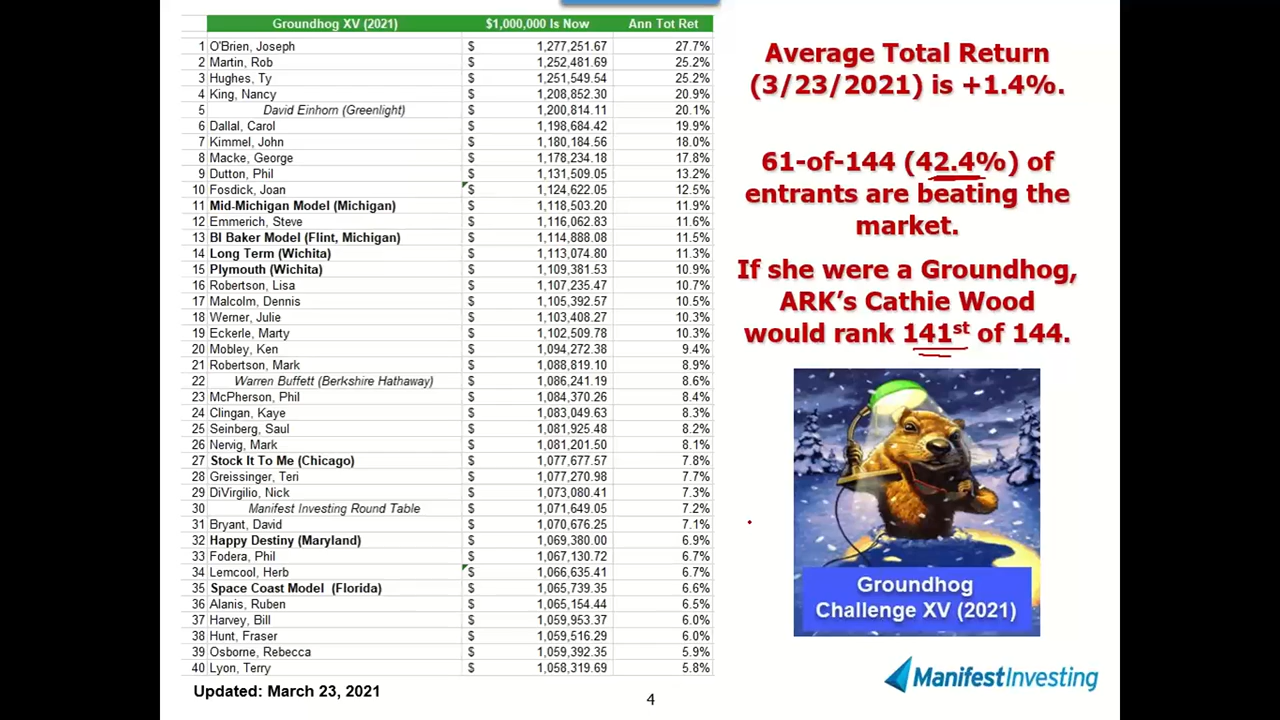 Groundhog XV (2021) $1,000,000 Is Now Ann Tot Ret
1 O'Brien, Joseph $ 1,277,251.67 27.7%
2 Martin, Rob $ 1,252,481.69 25.2%
3 Hughes, Ty $ 1,251,549.54 25.2%
4 King, Nancy $ 1,208,852.30 20.9%
5 David Einhorn (Greenlight) $ 1,200,814.11 20.1%
6 Dallal, Carol $ 1,198,684.42 19.9%
7 Kimmel, John $ 1,180,184.56 18.0%
8 Macke, George $ 1,178,234.18 17.8%
9 Dutton, Phil $ 1,131,509.05 13.2%
10 Fosdick, Joan $ 1,124,622.05 12.5%
11 Mid-Michigan Model (Michigan) $ 1,118,503.20 11.9%
12 Emmerich, Steve $ 1,116,062.83 11.6%
13 BI Baker Model (Flint, Michigan) $ 1,114,888.08 11.5%
14 Long Term (Wichita) $ 1,113,074.80 11.3%
15 Plymouth (Wichita) $ 1,109,381.53 10.9%
16 Robertson, Lisa $ 1,107,235.47 10.7%
17 Malcolm, Dennis $ 1,105,392.57 10.5%
18 Werner, Julie $ 1,103,408.27 10.3%
19 Eckerle, Marty $ 1,102,509.78 10.3%
20 Mobley, Ken $ 1,094,272.38 9.4%
21 Robertson, Mark $ 1,088,819.10 8.9%
22 Warren Buffett (Berkshire Hathaway) $ 1,086,241.19 8.6%
23 McPherson, Phil $ 1,084,370.26 8.4%
24 Clingan, Kaye $ 1,083,049.63 8.3%
25 Seinberg, Saul $ 1,081,925.48 8.2%
26 Nervig, Mark $ 1,081,201.50 8.1%
27 Stock It To Me (Chicago) $ 1,077,677.57 7.8%
28 Greissinger, Teri $ 1,077,270.98 7.7%
29 DiVirgilio, Nick $ 1,073,080.41 7.3%
30 Manifest Investing Round Table $ 1,071,649.05 7.2%
31 Bryant, David $ 1,070,676.25 7.1%
32 Happy Destiny (Maryland) $ 1,069,380.00 6.9%
33 Fodera, Phil $ 1,067,130.72 6.7%
34 Lemcool, Herb $ 1,066,635.41 6.7%
35 Space Coast Model (Florida) $ 1,065,739.35 6.6%
36 Alanis, Ruben $ 1,065,154.44 6.5%
37 Harvey, Bill $ 1,059,953.37 6.0%
38 Hunt, Fraser $ 1,059,516.29 6.0%
39 Osborne, Rebecca $ 1,059,392.35 5.9%
40 Lyon, Terry $ 1,058,319.69 5.8%
Updated: March 23, 2021
Average Total Return
(3/23/2021) is +1.4%.
61-of-144 (42.4%) of
entrants are beating the
market.
If she were a Groundhog,
ARK’s Cathie Wood
would rank 141st of 144.
Groundhog
Challenge XV (2021)
ManifestInvesting
4